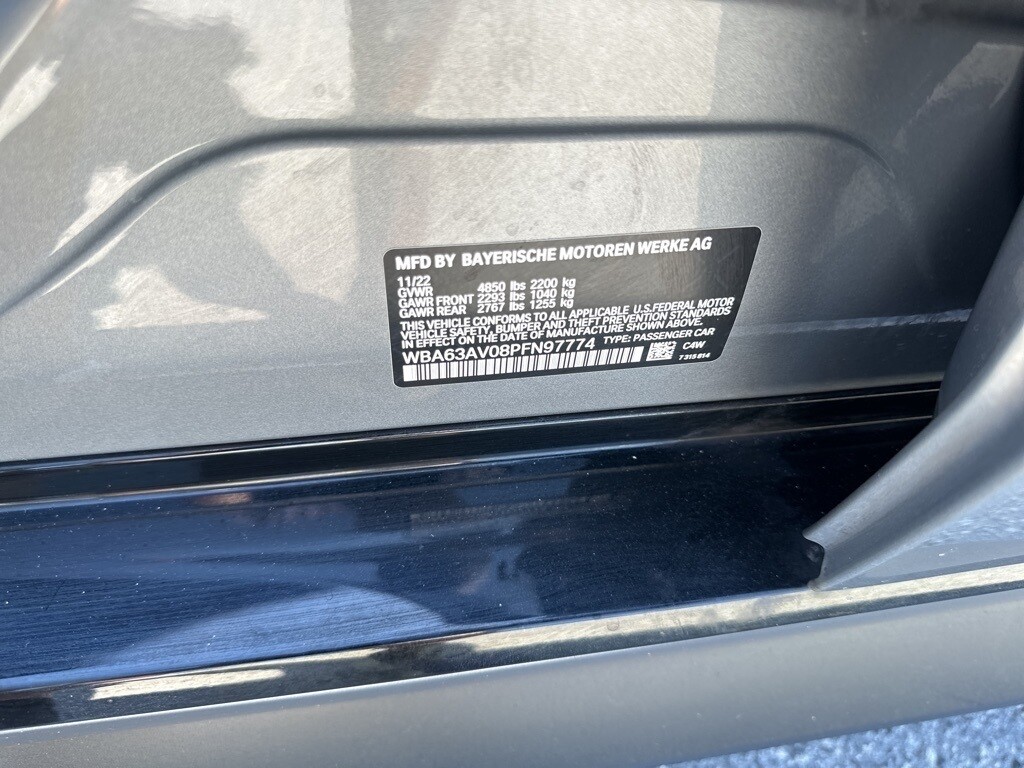 MFD BY BAYERISCHE MOTOREN WERKE AG
11/22
GVWR 4850 lbs 2200 kg
GAWR FRONT 2293 lbs 1040 kg
GAWR REAR 2767 lbs 1255 kg
THIS VEHICLE CONFORMS TO ALL APPLICABLE U.S. FEDERAL MOTOR
VEHICLE SAFETY, BUMPER AND THEFT PREVENTION STANDARDS
IN EFFECT ON THE DATE OF MANUFACTURE SHOWN ABOVE.
WBA63AV08PFN97774 TYPE: PASSENGER CAR
C4W
7315814